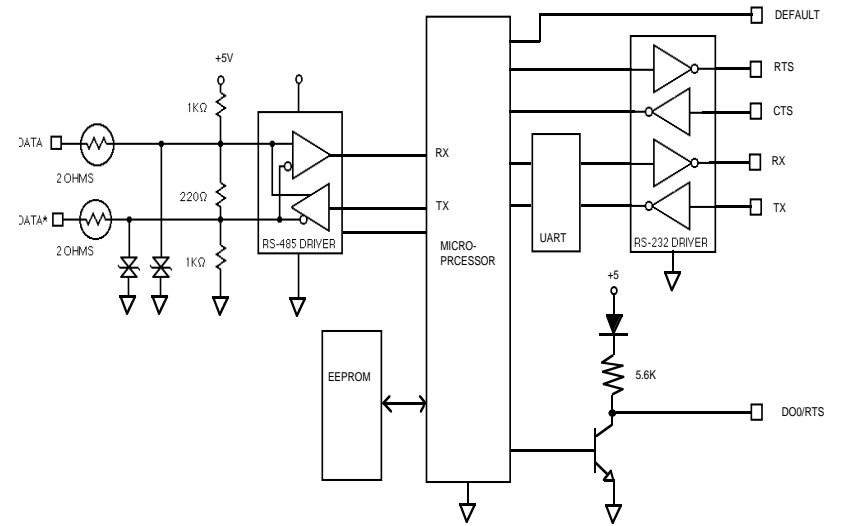 DEFAULT
+5V
RTS
1KΩ
CTS
DATA
RX
RX
2 OHMS
220Ω
TX
TX
DATA*
UART
RS-485 DRIVER
MICRO-
PRCESSOR
RS-232 DRIVER
2 OHMS
1KΩ
+5
EEPROM
5.6K
DO0/RTS